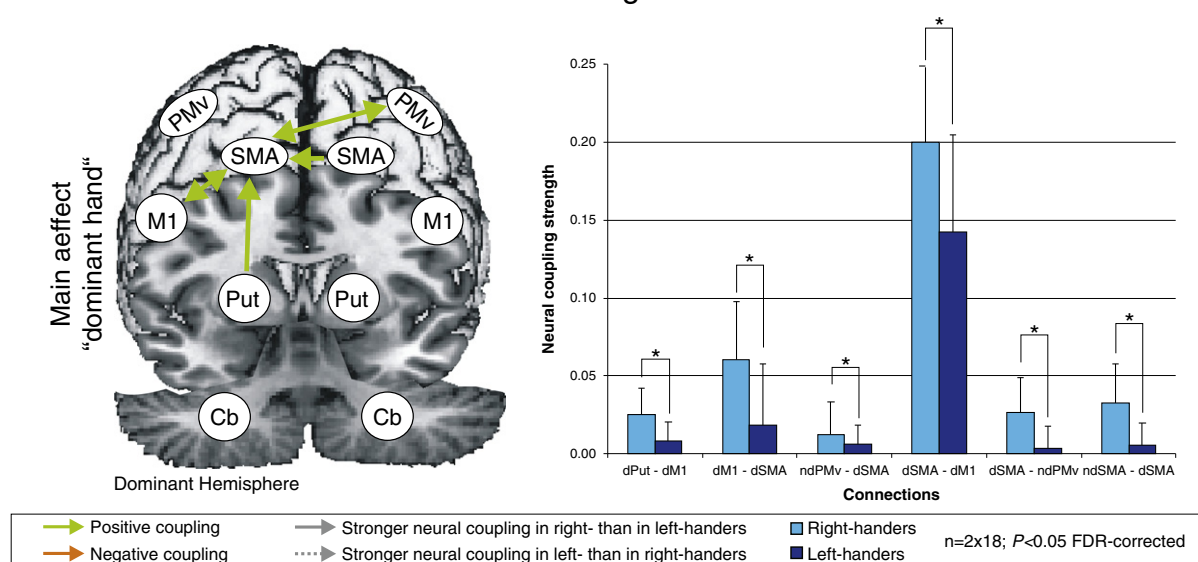 Main aeffect
“dominant hand“
PMv
PMv
SMA
SMA
M1
M1
Put
Put
Cb
Cb
Dominant Hemisphere
Neural coupling strength
0.25
0.20
0.15
0.10
0.05
0.00
*
*
*
*
*
*
dPut - dM1
dM1 - dSMA
ndPMv - dSMA
dSMA - dM1
dSMA - ndPMv
ndSMA - dSMA
Connections
Positive coupling
Negative coupling
Stronger neural coupling in right- than in left-handers
Stronger neural coupling in left- than in right-handers
Right-handers
Left-handers
n=2x18; P<0.05 FDR-corrected